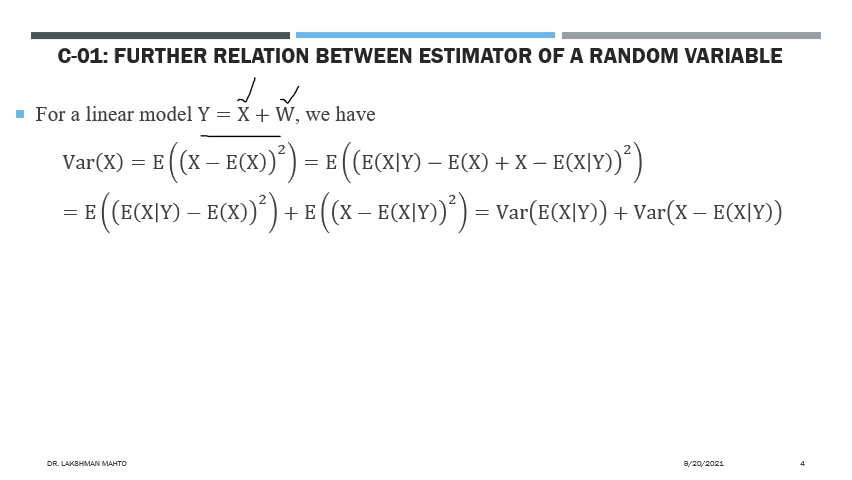 C-01: FURTHER RELATION BETWEEN ESTIMATOR OF A RANDOM VARIABLE
For a linear model Y = X + W, we have
Var(X) = E((X − E(X))²) = E((E(X|Y) − E(X) + X − E(X|Y))²)
= E((E(X|Y) − E(X))²) + E((X − E(X|Y))²) = Var(E(X|Y)) + Var(X − E(X|Y))
DR. LAKSHMAN MAHTO 9/20/2021 4